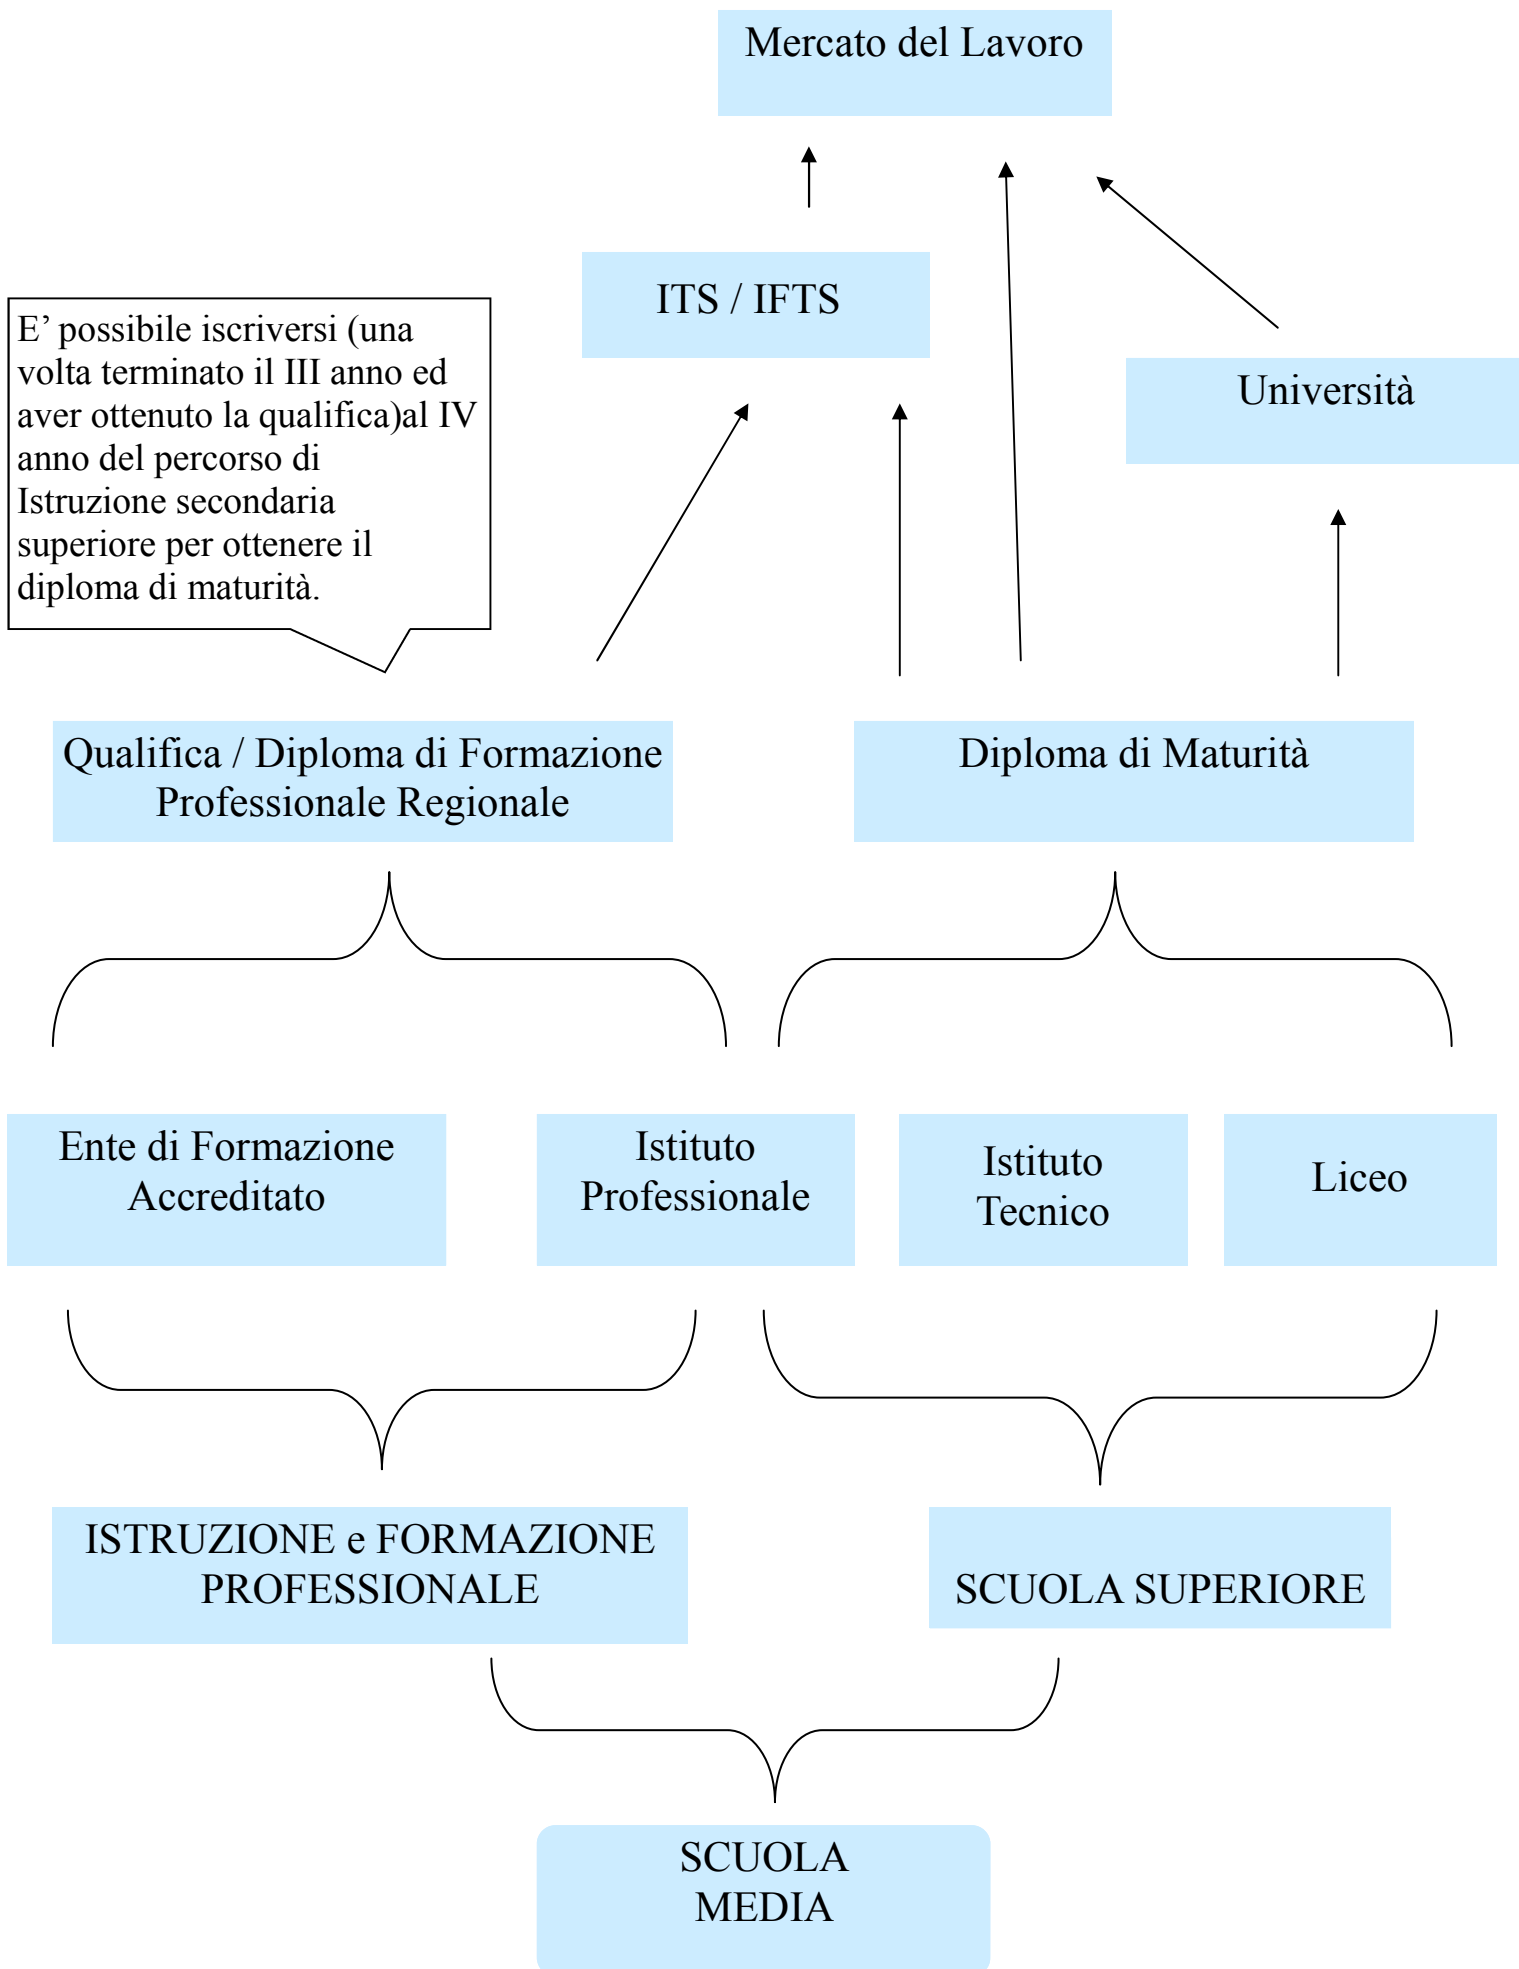 Mercato del Lavoro
ITS / IFTS
E’ possibile iscriversi (una
volta terminato il III anno ed
aver ottenuto la qualifica)al IV
anno del percorso di
Istruzione secondaria
superiore per ottenere il
diploma di maturità.
Università
Qualifica / Diploma di Formazione
Professionale Regionale
Diploma di Maturità
Ente di Formazione
Accreditato
Istituto
Professionale
Istituto
Tecnico
Liceo
ISTRUZIONE e FORMAZIONE
PROFESSIONALE
SCUOLA SUPERIORE
SCUOLA
MEDIA